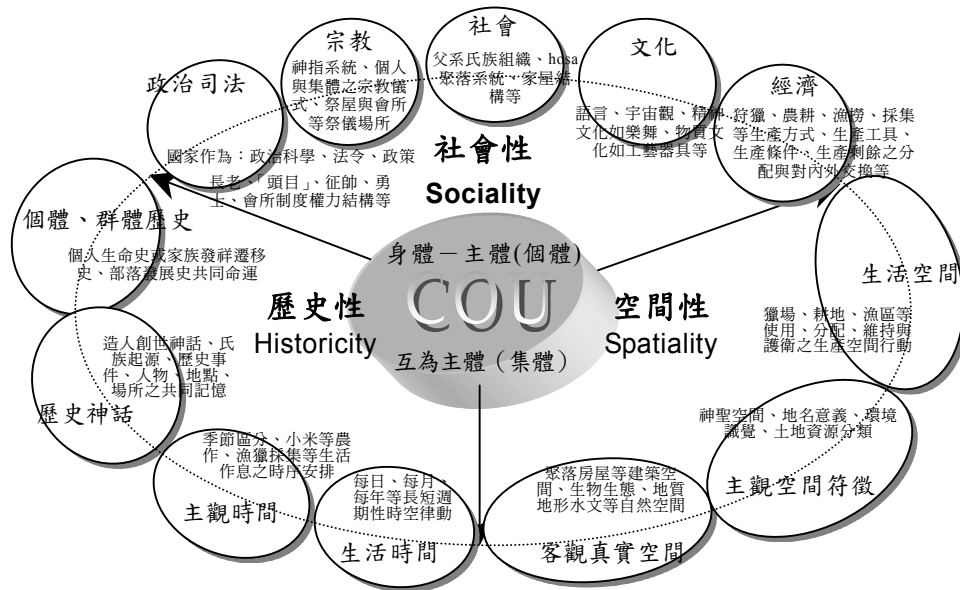 社會
父系氏族組織、hosa
聚落系統、家屋結
構等
宗教
神指系統、個人
與集體之宗教儀
式、祭屋與會所
等祭儀場所
文化
語言、宇宙觀、精神
文化如樂舞、物質文
化如工藝器具等
政治司法
國家作為：政治科學、法令、政策
長老、「頭目」、征帥、勇
士、會所制度權力結構等
經濟
狩獵、農耕、漁撈、採集
等生產方式、生產工具、
生產條件、生產剩餘之分
配與對內外交換等
社會性
Sociality
個體、群體歷史
個人生命史或家族發祥遷移
史、部落發展史共同命運
身體－主體(個體)
COU
互為主體（集體）
歷史性
Historicity
空間性
Spatiality
生活空間
獵場、耕地、漁區等
使用、分配、維持與
護衛之生產空間行動
造人創世神話、氏
族起源、歷史事
件、人物、地點、
場所之共同記憶
歷史神話
神聖空間、地名意義、環境
識覺、土地資源分類
主觀空間符徵
季節區分、小米等農
作、漁獵採集等生活
作息之時序安排
主觀時間
每日、每月、
每年等長短週
期性時空律動
生活時間
聚落房屋等建築空
間、生物生態、地質
地形水文等自然空間
客觀真實空間